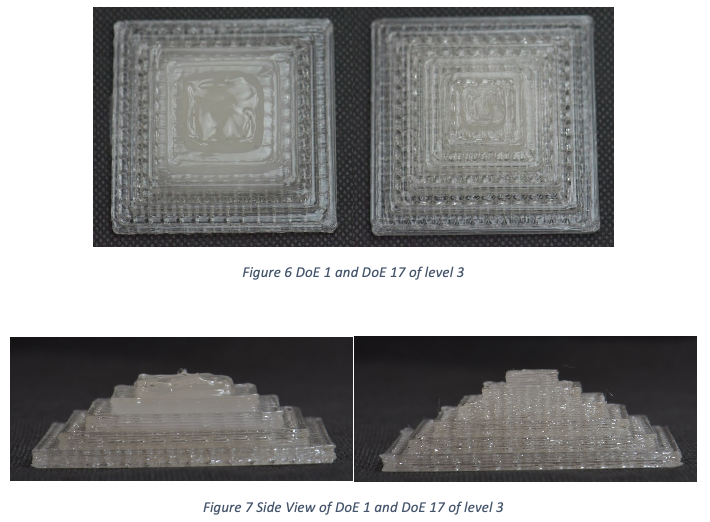 Figure 6 DoE 1 and DoE 17 of level 3
Figure 7 Side View of DoE 1 and DoE 17 of level 3